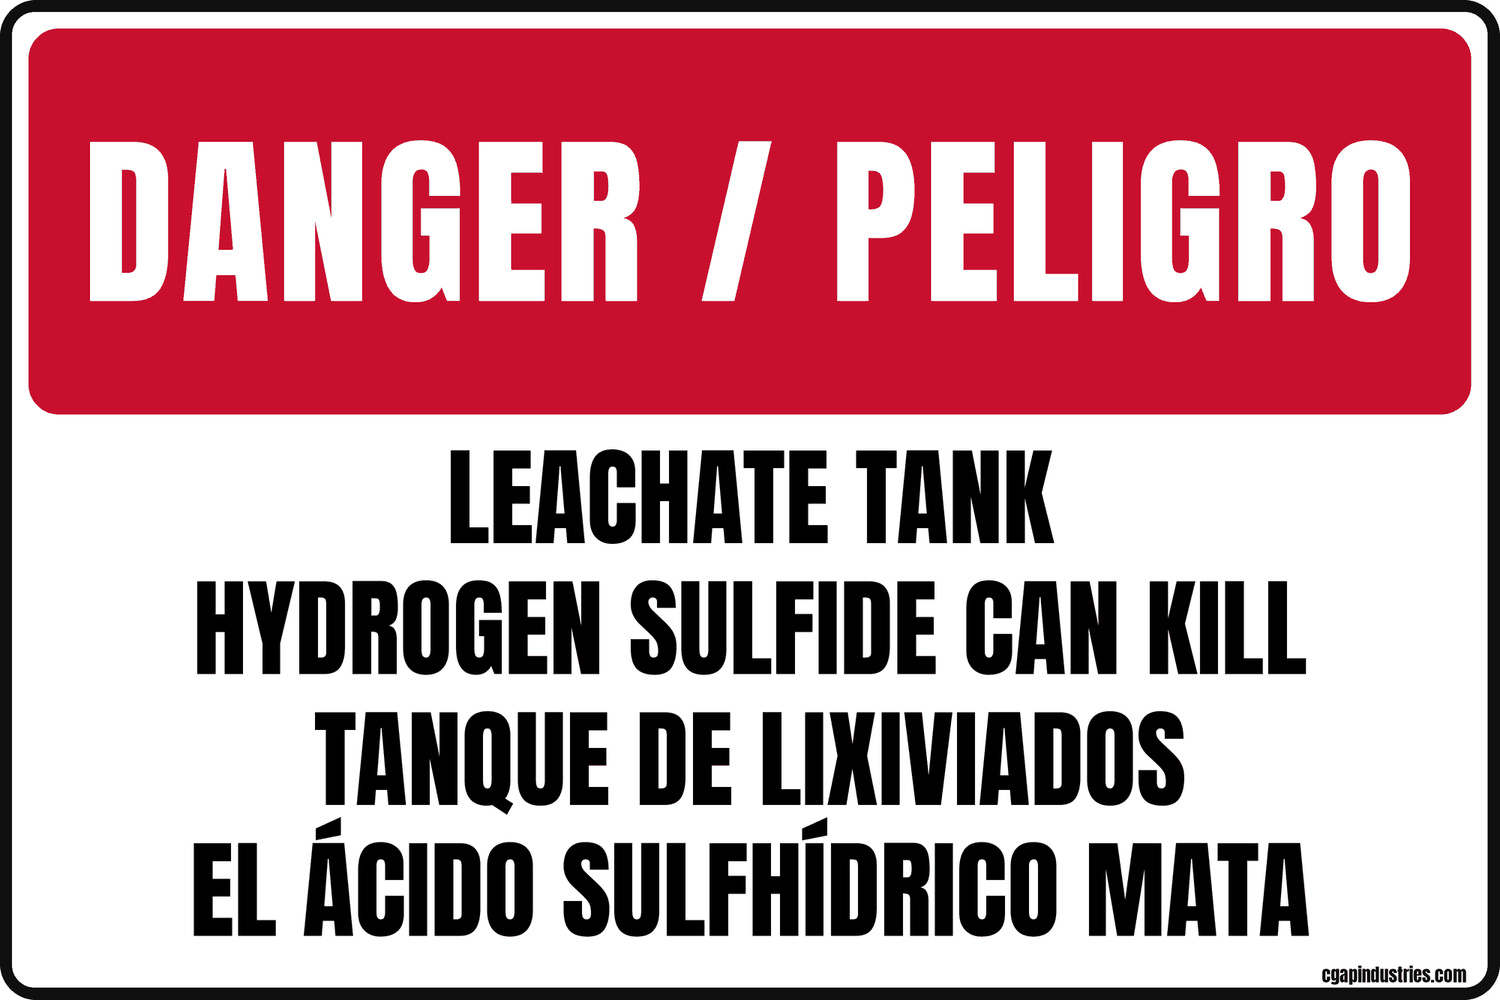 DANGER / PELIGRO
LEACHATE TANK
HYDROGEN SULFIDE CAN KILL
TANQUE DE LIXIVIADOS
EL ÁCIDO SULFHÍDRICO MATA
cgapindustries.com